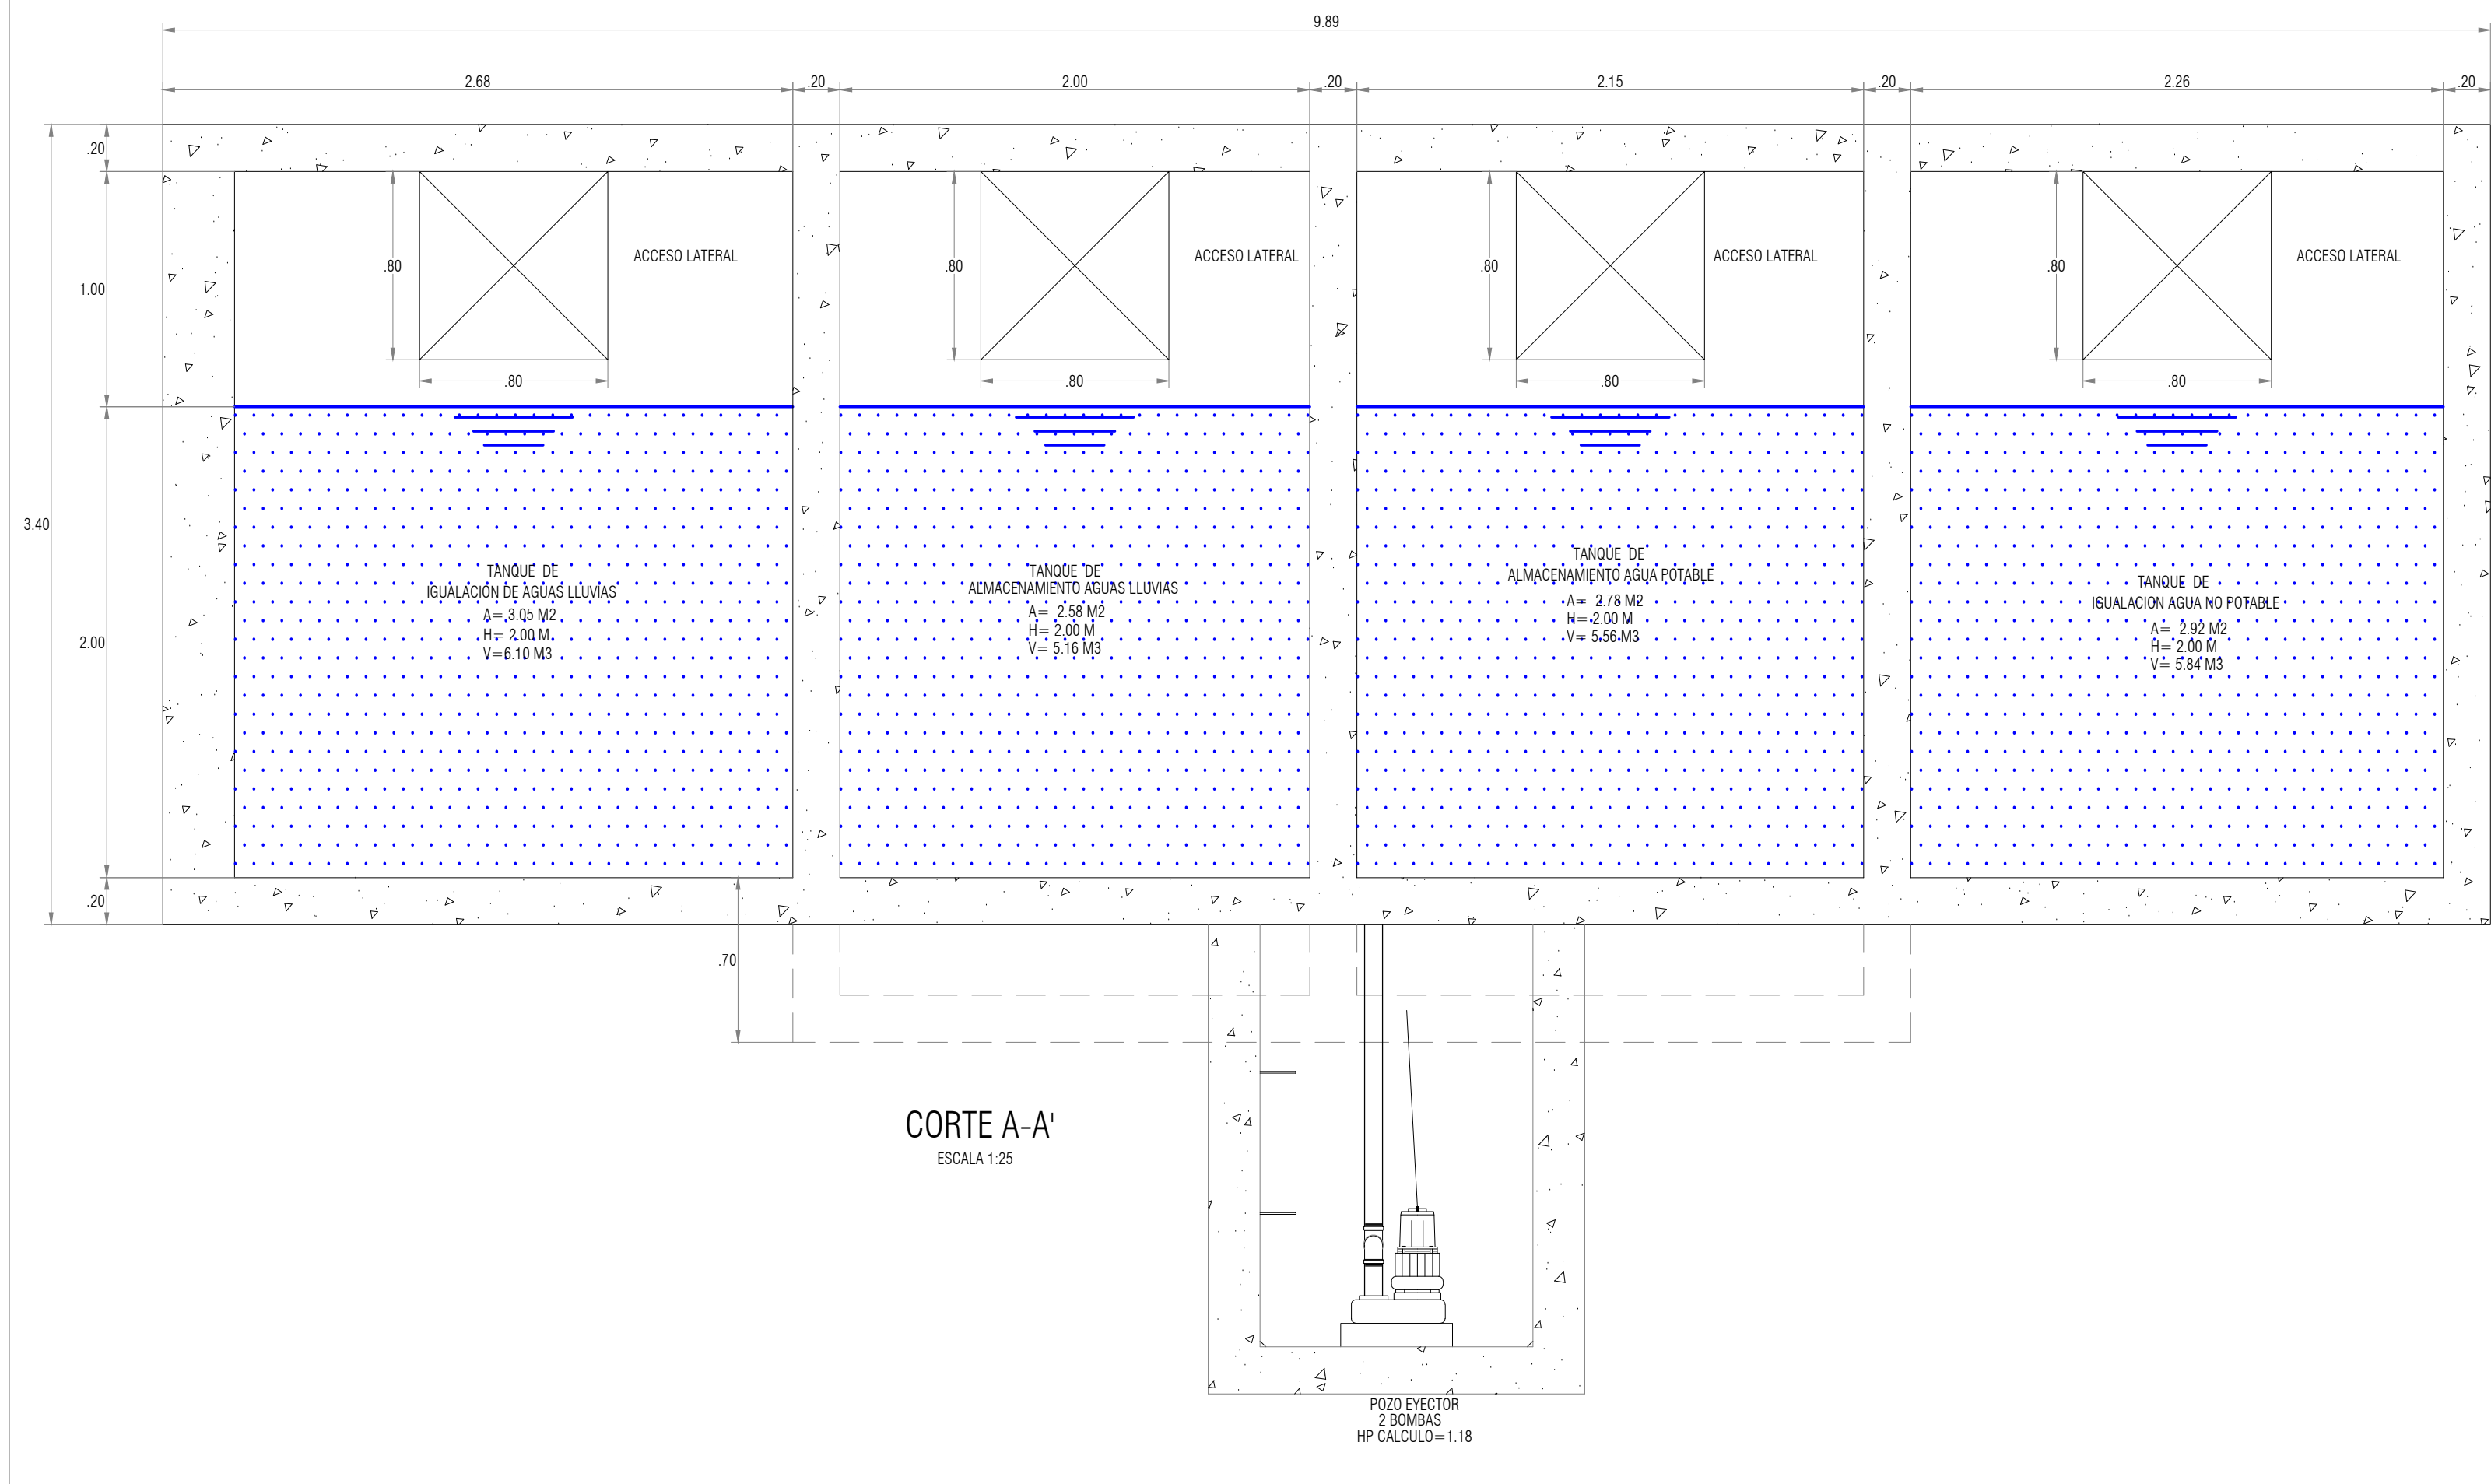 9.89
2.68
.20
2.00
.20
2.15
.20
2.26
.20
.20
1.00
3.40
2.00
.20
.80
ACCESO LATERAL
.80
.80
ACCESO LATERAL
.80
.80
ACCESO LATERAL
.80
.80
ACCESO LATERAL
.80
TANQUE DE
IGUALACIÓN DE AGUAS LLUVIAS
A= 3.05 M2
H= 2.00 M
V=6.10 M3
TANQUE DE
ALMACENAMIENTO AGUAS LLUVIAS
A= 2.58 M2
H= 2.00 M
V= 5.16 M3
TANQUE DE
ALMACENAMIENTO AGUA POTABLE
A= 2.78 M2
H= 2.00 M
V= 5.56 M3
TANQUE DE
IGUALACION AGUA NO POTABLE
A= 2.92 M2
H= 2.00 M
V= 5.84 M3
.70
CORTE A-A'
ESCALA 1:25
POZO EYECTOR
2 BOMBAS
HP CALCULO=1.18